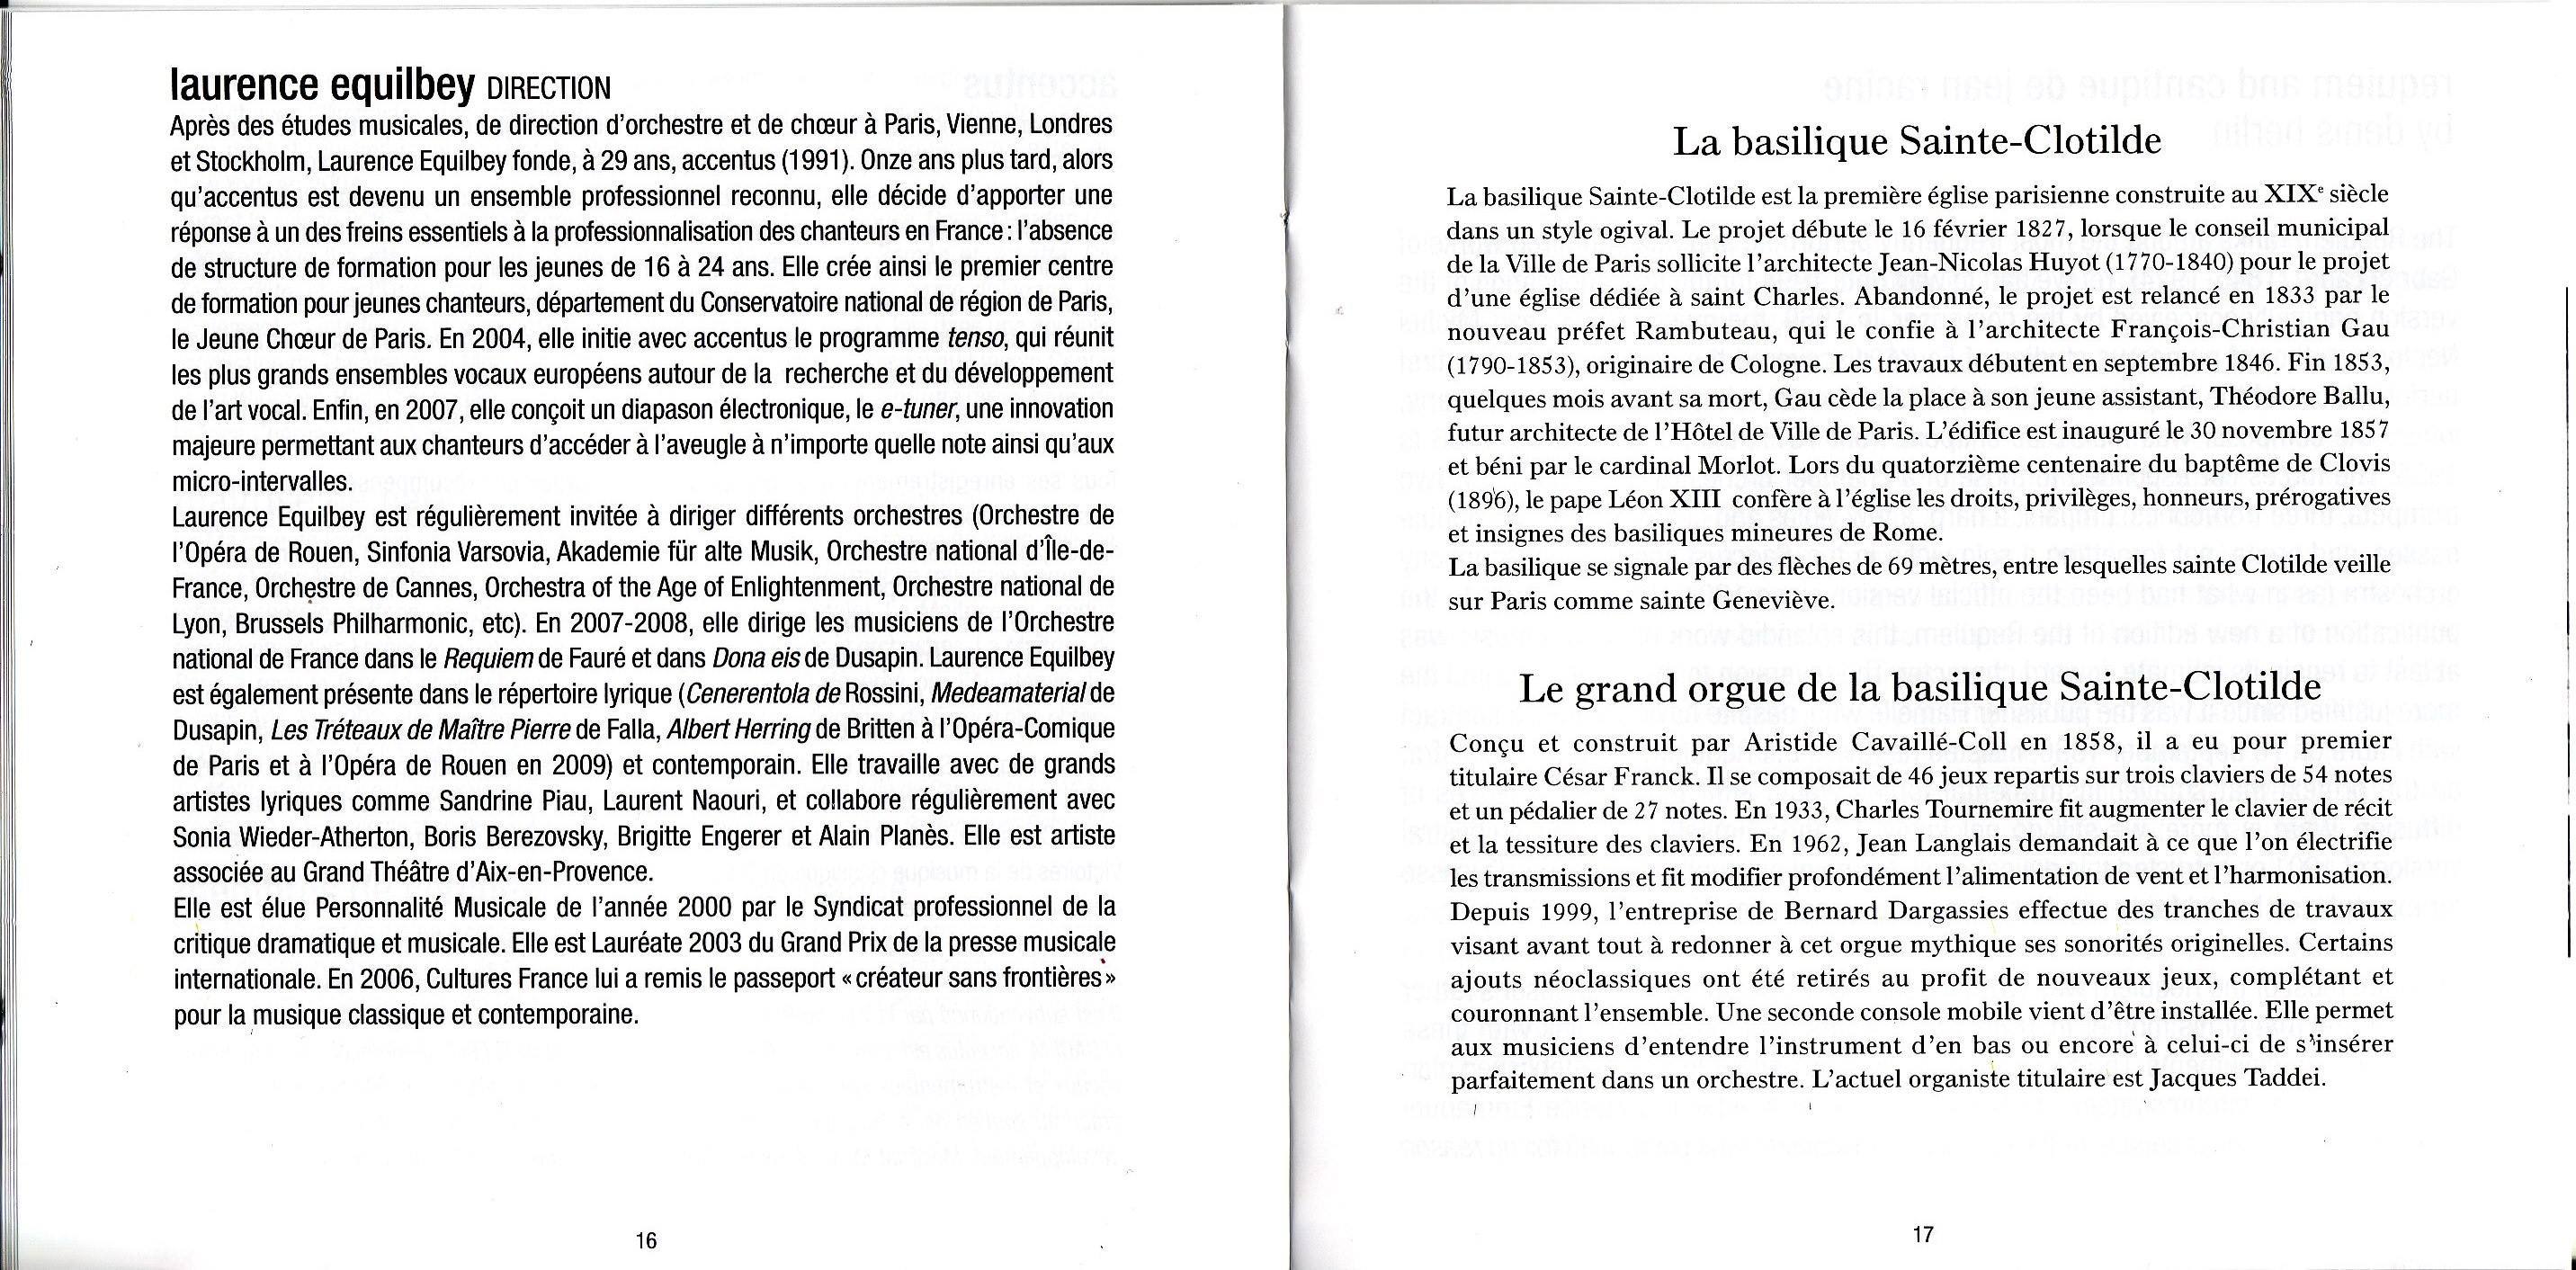 laurence equilbey DIRECTION
Après des études musicales, de direction d'orchestre et de chœur à Paris, Vienne, Londres
et Stockholm, Laurence Equilbey fonde, à 29 ans, accentus (1991). Onze ans plus tard, alors
qu'accentus est devenu un ensemble professionnel reconnu, elle décide d'apporter une
réponse à un des freins essentiels à la professionnalisation des chanteurs en France : l'absence
de structure de formation pour les jeunes de 16 à 24 ans. Elle crée ainsi le premier centre
de formation pour jeunes chanteurs, département du Conservatoire national de région de Paris,
le Jeune Chœur de Paris. En 2004, elle initie avec accentus le programme tenso, qui réunit
les plus grands ensembles vocaux européens autour de la recherche et du développement
de l'art vocal. Enfin, en 2007, elle conçoit un diapason électronique, le e-tuner, une innovation
majeure permettant aux chanteurs d'accéder à l'aveugle à n'importe quelle note ainsi qu'aux
micro-intervalles.
Laurence Equilbey est régulièrement invitée à diriger différents orchestres (Orchestre de
l'Opéra de Rouen, Sinfonia Varsovia, Akademie für alte Musik, Orchestre national d'Île-de-
France, Orchestre de Cannes, Orchestra of the Age of Enlightenment, Orchestre national de
Lyon, Brussels Philharmonic, etc). En 2007-2008, elle dirige les musiciens de l'Orchestre
national de France dans le Requiem de Fauré et dans Dona eis de Dusapin. Laurence Equilbey
est également présente dans le répertoire lyrique (Cenerentola de Rossini, Medeamaterial de
Dusapin, Les Tréteaux de Maître Pierre de Falla, Albert Herring de Britten à l'Opéra-Comique
de Paris et à l'Opéra de Rouen en 2009) et contemporain. Elle travaille avec de grands
artistes lyriques comme Sandrine Piau, Laurent Naouri, et collabore régulièrement avec
Sonia Wieder-Atherton, Boris Berezovsky, Brigitte Engerer et Alain Planès. Elle est artiste
associée au Grand Théâtre d'Aix-en-Provence.
Elle est élue Personnalité Musicale de l'année 2000 par le Syndicat professionnel de la
critique dramatique et musicale. Elle est Lauréate 2003 du Grand Prix de la presse musicale
internationale. En 2006, Cultures France lui a remis le passeport « créateur sans frontières »
pour la musique classique et contemporaine.
16
La basilique Sainte-Clotilde
La basilique Sainte-Clotilde est la première église parisienne construite au XIXe siècle
dans un style ogival. Le projet débute le 16 février 1827, lorsque le conseil municipal
de la Ville de Paris sollicite l'architecte Jean-Nicolas Huyot (1770-1840) pour le projet
d'une église dédiée à saint Charles. Abandonné, le projet est relancé en 1833 par le
nouveau préfet Rambuteau, qui le confie à l'architecte François-Christian Gau
(1790-1853), originaire de Cologne. Les travaux débutent en septembre 1846. Fin 1853,
quelques mois avant sa mort, Gau cède la place à son jeune assistant, Théodore Ballu,
futur architecte de l'Hôtel de Ville de Paris. L'édifice est inauguré le 30 novembre 1857
et béni par le cardinal Morlot. Lors du quatorzième centenaire du baptême de Clovis
(1896), le pape Léon XIII confère à l'église les droits, privilèges, honneurs, prérogatives
et insignes des basiliques mineures de Rome.
La basilique se signale par des flèches de 69 mètres, entre lesquelles sainte Clotilde veille
sur Paris comme sainte Geneviève.
Le grand orgue de la basilique Sainte-Clotilde
Conçu et construit par Aristide Cavaillé-Coll en 1858, il a eu pour premier
titulaire César Franck. Il se composait de 46 jeux repartis sur trois claviers de 54 notes
et un pédalier de 27 notes. En 1933, Charles Tournemire fit augmenter le clavier de récit
et la tessiture des claviers. En 1962, Jean Langlais demandait à ce que l'on électrifie
les transmissions et fit modifier profondément l'alimentation de vent et l'harmonisation.
Depuis 1999, l'entreprise de Bernard Dargassies effectue des tranches de travaux
visant avant tout à redonner à cet orgue mythique ses sonorités originelles. Certains
ajouts néoclassiques ont été retirés au profit de nouveaux jeux, complétant et
couronnant l'ensemble. Une seconde console mobile vient d'être installée. Elle permet
aux musiciens d'entendre l'instrument d'en bas ou encore à celui-ci de s'insérer
parfaitement dans un orchestre. L'actuel organiste titulaire est Jacques Taddei.
17